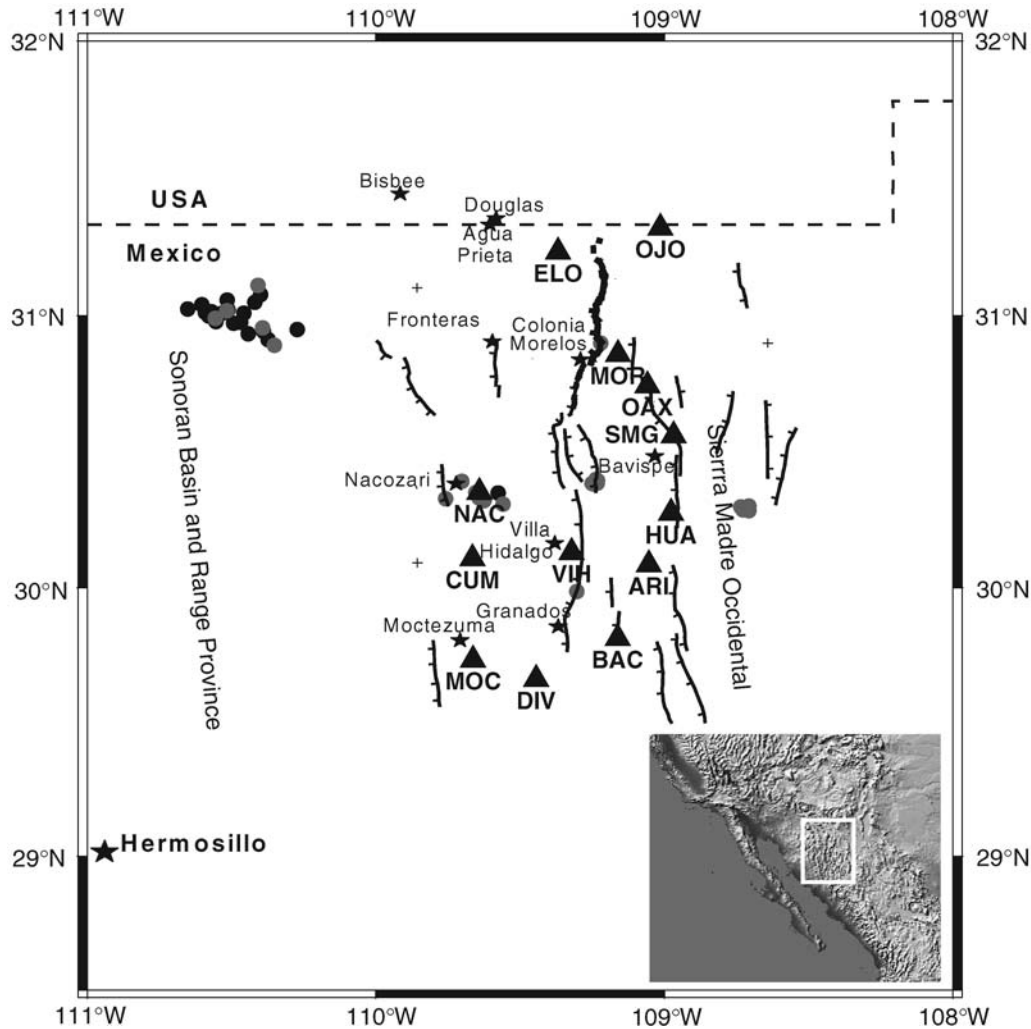 111°W
110°W
109°W
108°W
32°N
32°N
Bisbee
USA
Douglas
Agua
Prieta
Mexico
ELO
OJO
31°N
31°N
Fronteras
Colonia
Morelos
MOR
OAX
SMG
Bavispe
Nacozari
NAC
Villa
Hidalgo
VIH
HUA
CUM
ARI
30°N
30°N
Granados
Moctezuma
BAC
MOC
DIV
Sonoran Basin and Range Province
Sierrra Madre Occidental
Hermosillo
29°N
29°N
111°W
110°W
109°W
108°W